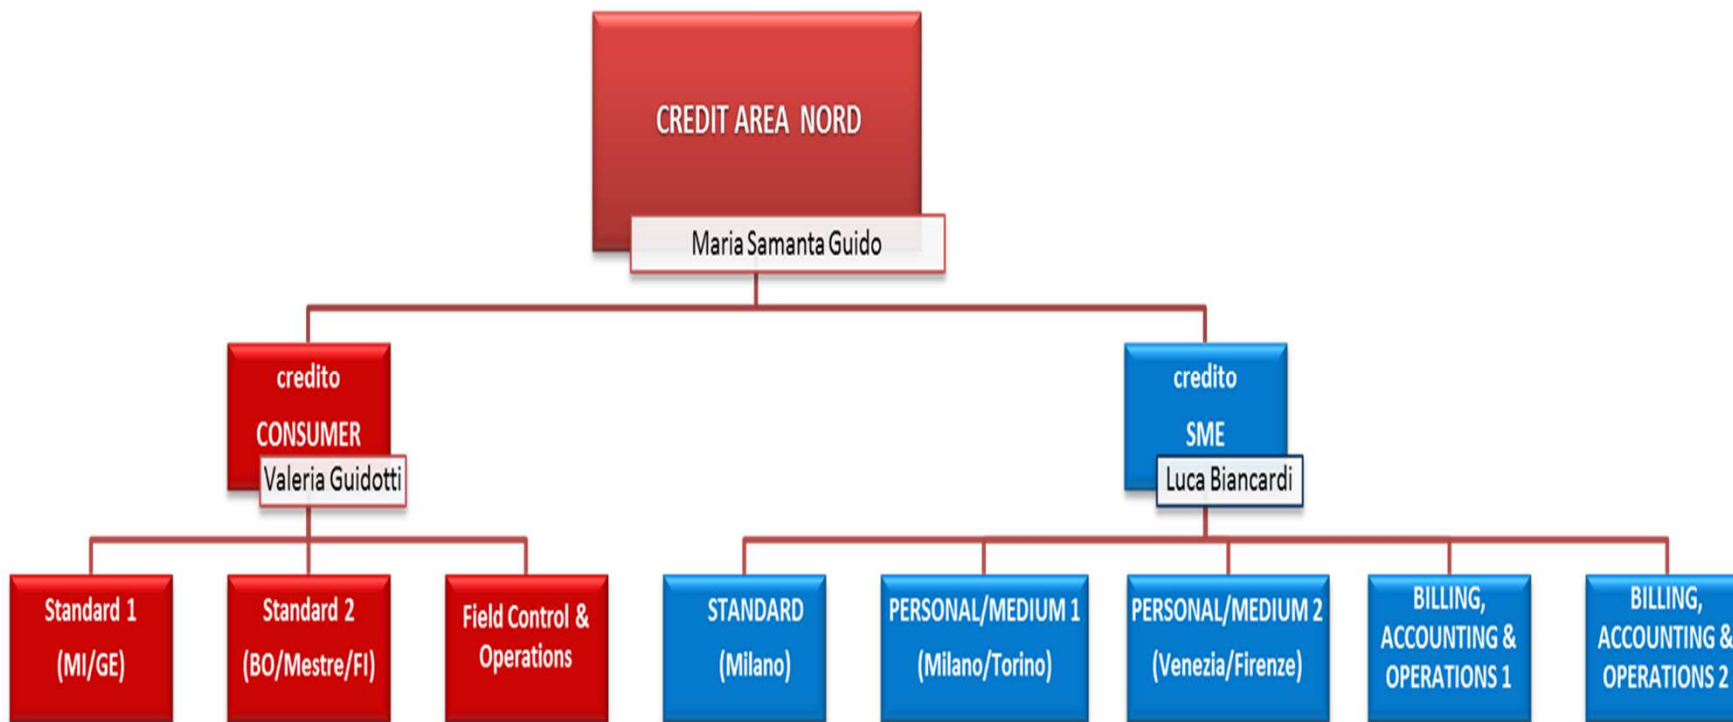 CREDIT AREA NORD
Maria Samanta Guido
credito
CONSUMER
Valeria Guidotti
credito
SME
Luca Biancardi
Standard 1
(MI/GE)
Standard 2
(BO/Mestre/FI)
Field Control &
Operations
STANDARD
(Milano)
PERSONAL/MEDIUM 1
(Milano/Torino)
PERSONAL/MEDIUM 2
(Venezia/Firenze)
BILLING,
ACCOUNTING &
OPERATIONS 1
BILLING,
ACCOUNTING &
OPERATIONS 2